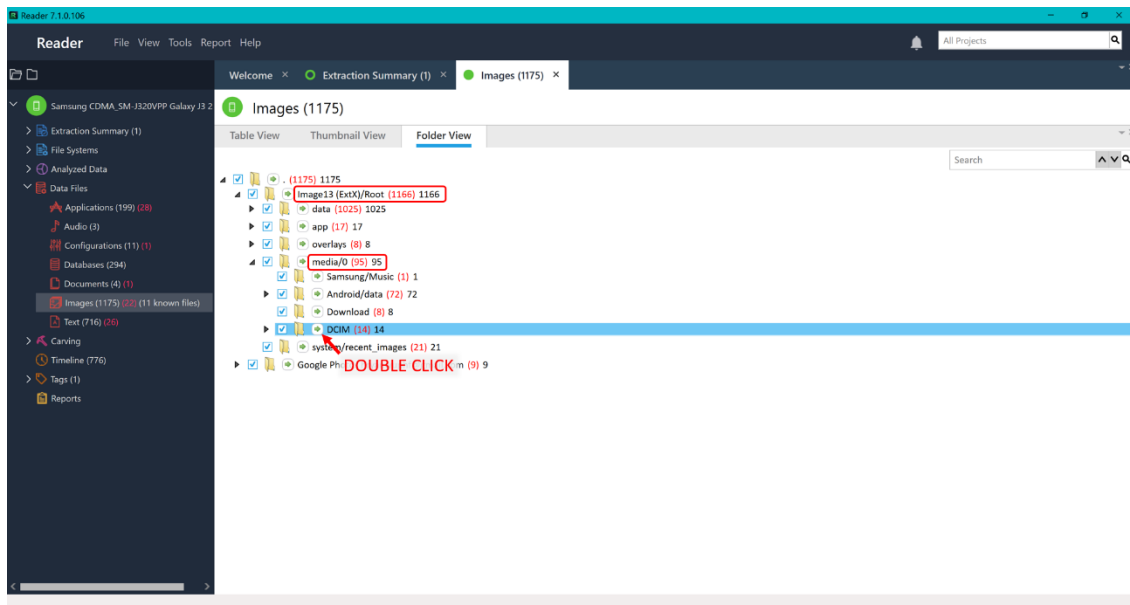 Reader 7.1.0.106
Reader File View Tools Report Help
All Projects
Welcome × Extraction Summary (1) × Images (1175) ×
Samsung CDMA_SM-J320VPP Galaxy J3 2
Images (1175)
Extraction Summary (1)
File Systems
Analyzed Data
Data Files
Applications (199) (28)
Audio (3)
Configurations (11) (1)
Databases (294)
Documents (4) (1)
Images (1175) (22) (11 known files)
Text (716) (26)
Carving
Timeline (776)
Tags (1)
Reports
Table View Thumbnail View Folder View
Search
. (1175) 1175
Image13 (ExtX)/Root (1166) 1166
data (1025) 1025
app (17) 17
overlays (8) 8
media/0 (95) 95
Samsung/Music (1) 1
Android/data (72) 72
Download (8) 8
DCIM (14) 14
system/recent_images (21) 21
Google Ph
DOUBLE CLICK
m (9) 9